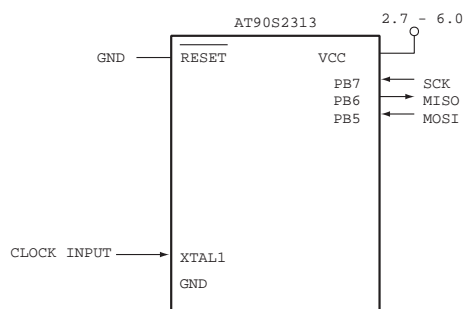 AT90S2313
2.7 - 6.0
GND
RESET
VCC
PB7
SCK
PB6
MISO
PB5
MOSI
CLOCK INPUT
XTAL1
GND